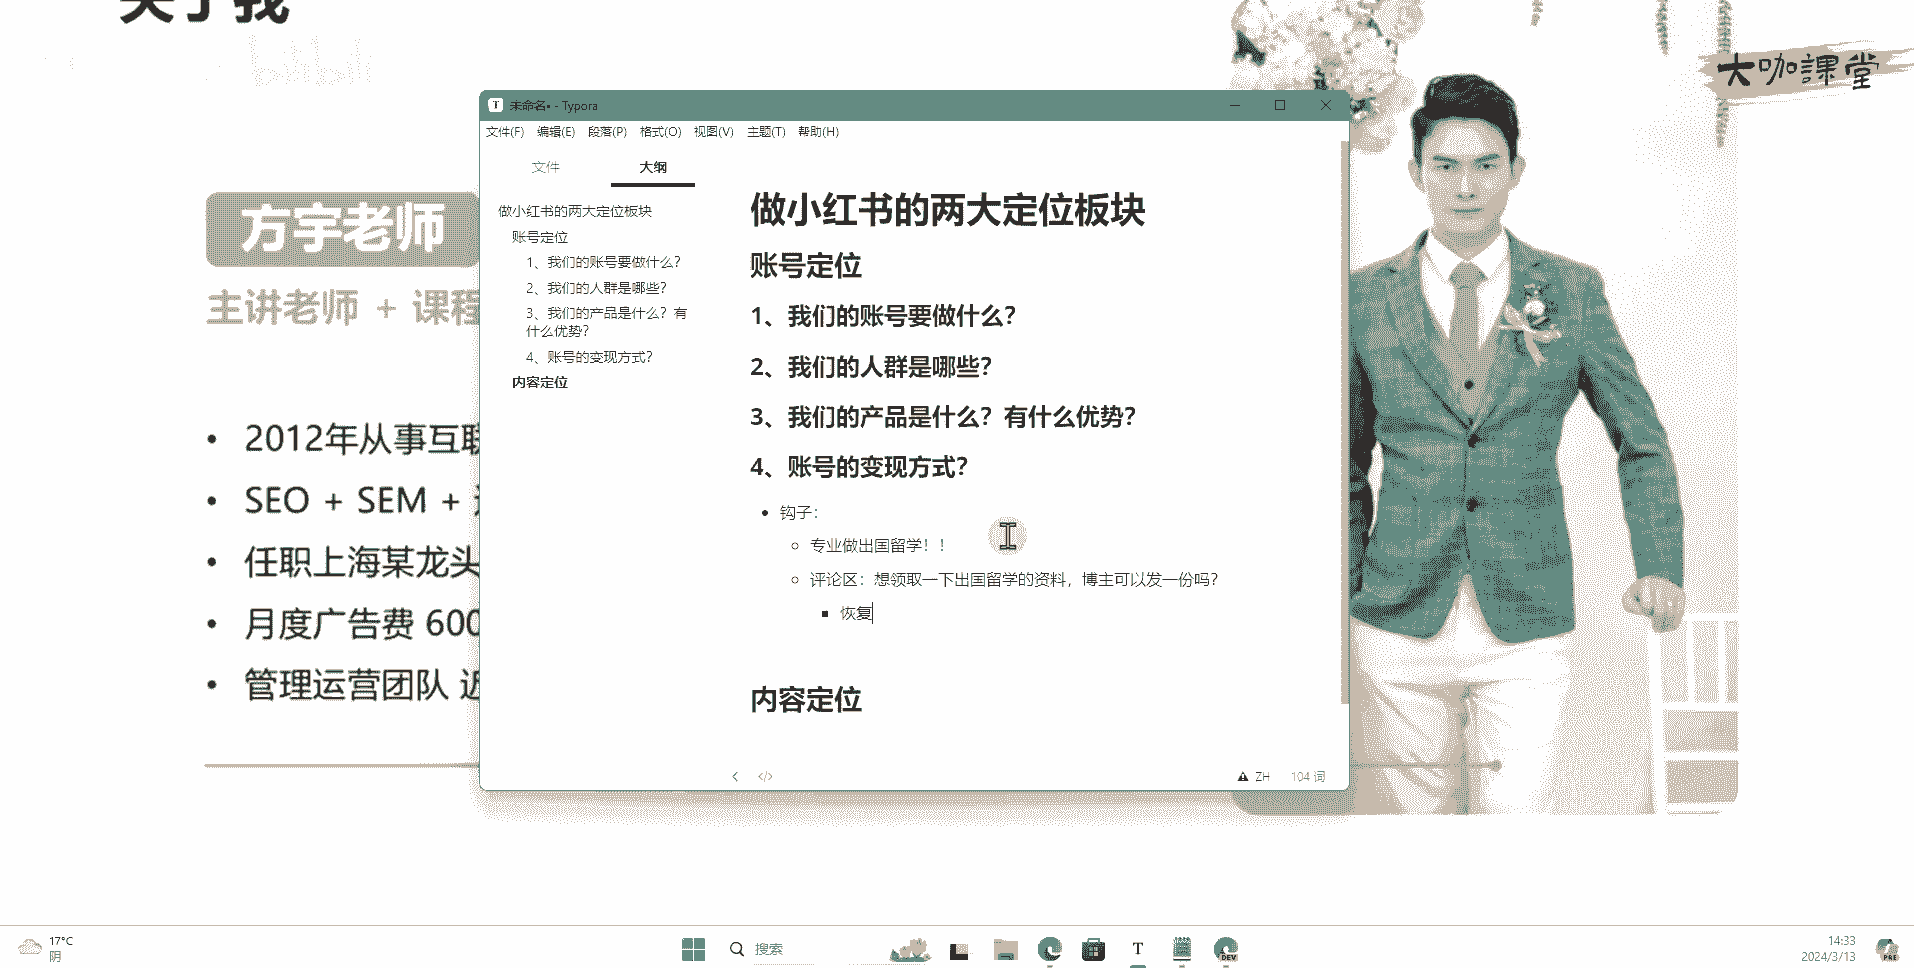 关于我
bilibili
大咖課堂
未命名• - Typora
文件(F) 编辑(E) 段落(P) 格式(O) 视图(V) 主题(T) 帮助(H)
文件 大纲
做小红书的两大定位板块
账号定位
1、我们的账号要做什么？
2、我们的人群是哪些？
3、我们的产品是什么？有
什么优势？
4、账号的变现方式？
内容定位
做小红书的两大定位板块
账号定位
1、我们的账号要做什么？
2、我们的人群是哪些？
3、我们的产品是什么？有什么优势？
4、账号的变现方式？
• 钩子：
专业做出国留学！！
评论区：想领取一下出国留学的资料，博主可以发一份吗？
恢复
内容定位
ZH 104 词
方宇老师
主讲老师 + 课程
• 2012年从事互联
• SEO + SEM +
• 任职上海某龙头
• 月度广告费 600
• 管理运营团队 近
17°C
阴
搜索
DEV
14:33
2024/3/13
PRE